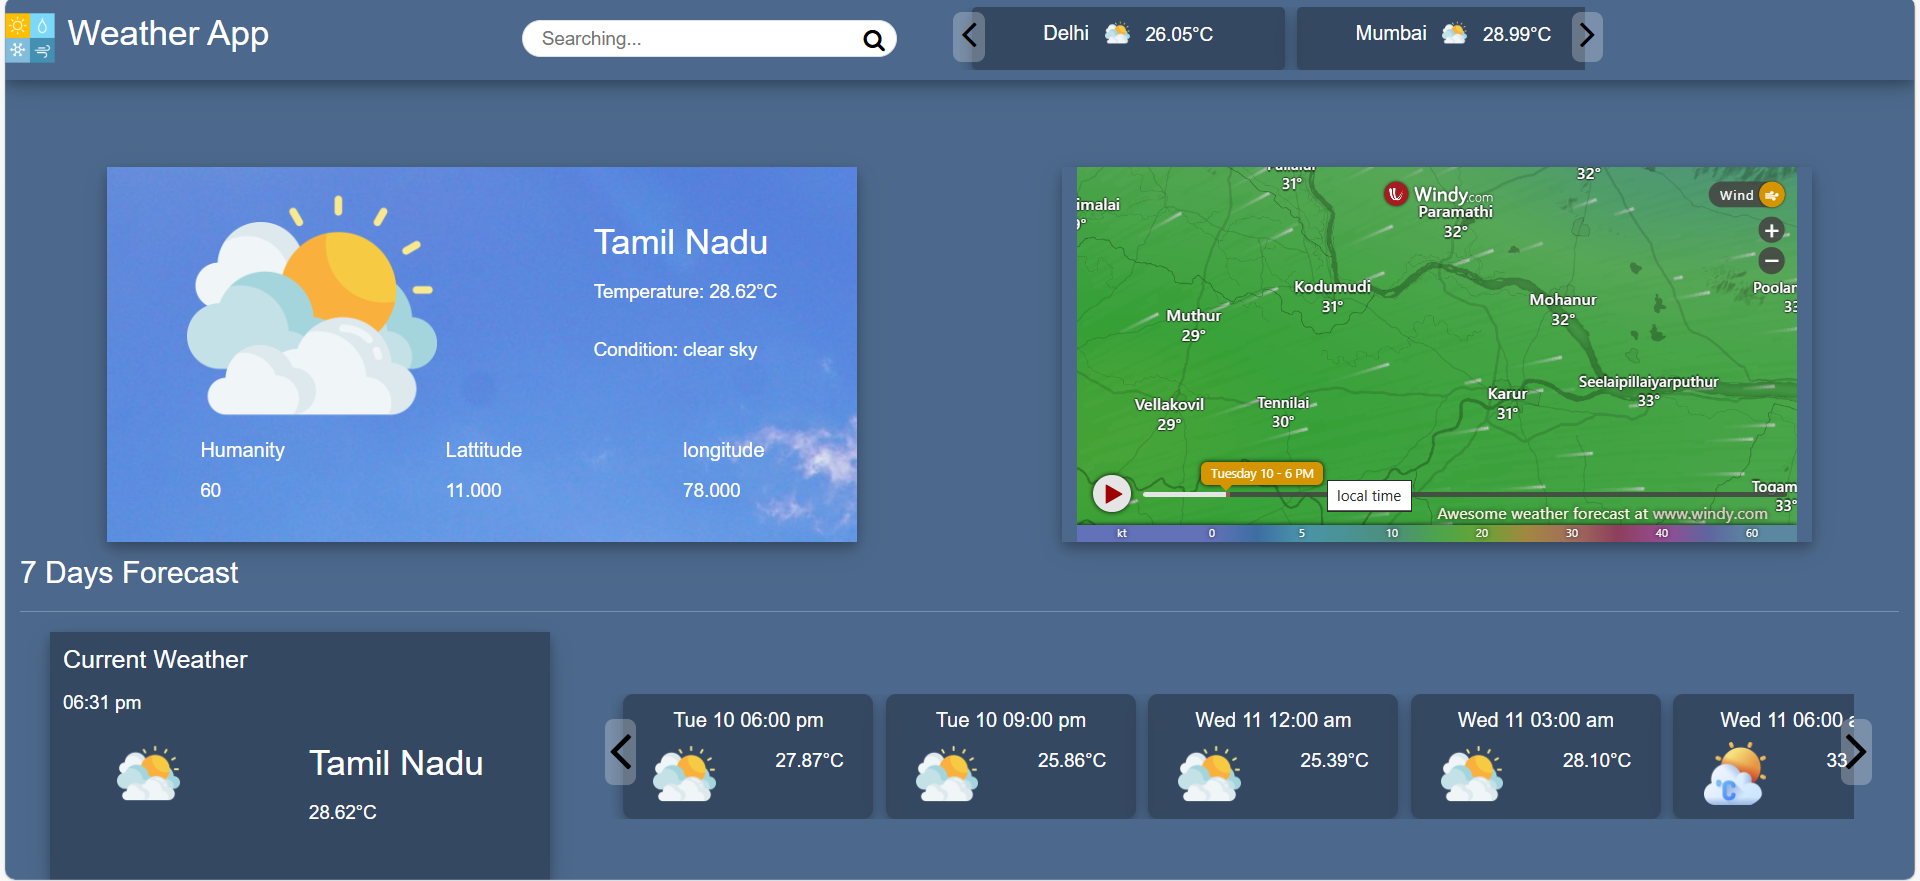 Weather App
Searching...
Delhi 26.05°C
Mumbai 28.99°C
Tamil Nadu
Temperature: 28.62°C
Condition: clear sky
Humanity Lattitude longitude
60 11.000 78.000
31°
32°
imalai
Windy.com
Wind
Paramathi
32°
+
−
Kodumudi
31°
Mohanur
32°
Poolan
Muthur
29°
Seelaipillaiyarputhur
33°
Karur
31°
Vellakovil
29°
Tennilai
30°
Tuesday 10 - 6 PM
local time
Togam
33°
Awesome weather forecast at www.windy.com
kt 0 5 10 20 30 40 60
7 Days Forecast
Current Weather
06:31 pm
Tamil Nadu
28.62°C
Tue 10 06:00 pm
27.87°C
Tue 10 09:00 pm
25.86°C
Wed 11 12:00 am
25.39°C
Wed 11 03:00 am
28.10°C
Wed 11 06:00 a
°C
33